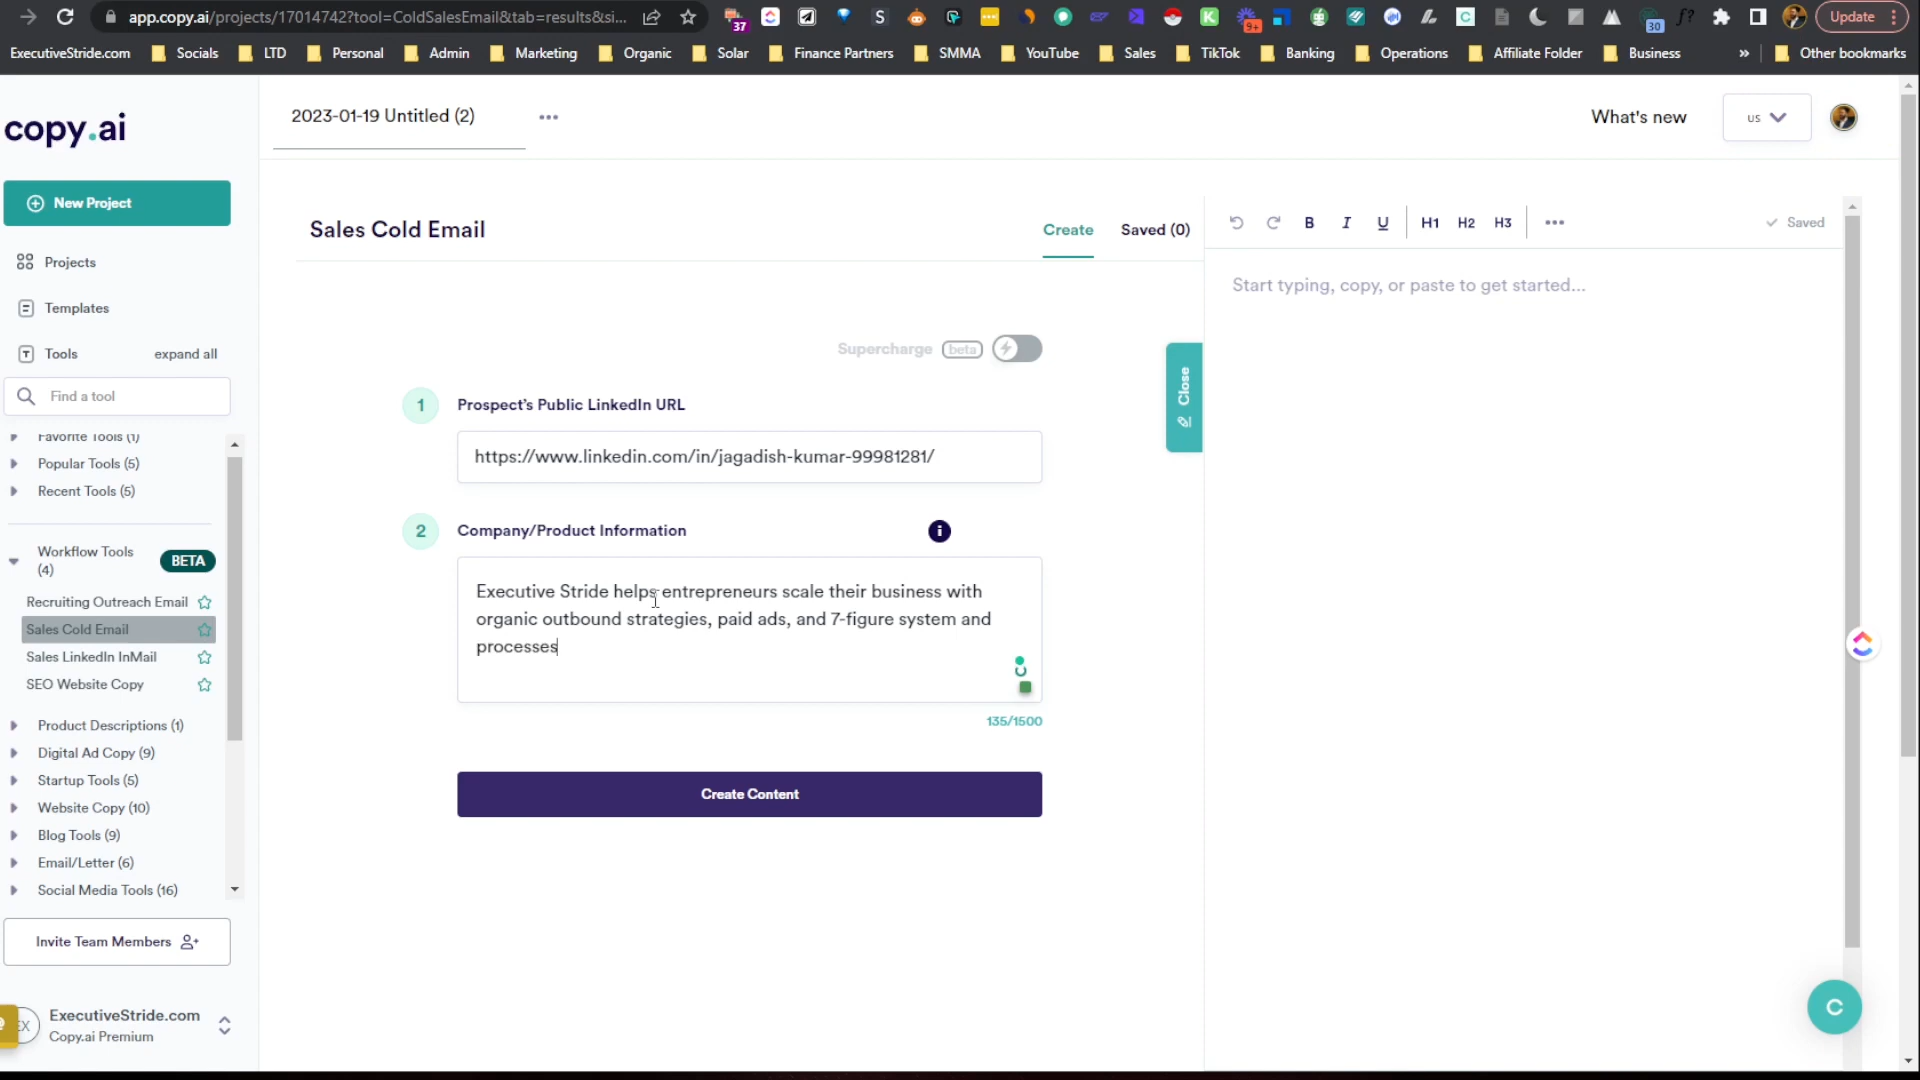 app.copy.ai/projects/17014742?tool=ColdSalesEmail&tab=results&si...
37
9+
30
Update
ExecutiveStride.com
Socials
LTD
Personal
Admin
Marketing
Organic
Solar
Finance Partners
SMMA
YouTube
Sales
TikTok
Banking
Operations
Affiliate Folder
Business
»
Other bookmarks
copy.ai
2023-01-19 Untitled (2)
What's new
US
New Project
Projects
Templates
Tools
expand all
Find a tool
Favorite Tools (1)
Popular Tools (5)
Recent Tools (5)
Workflow Tools
(4)
BETA
Recruiting Outreach Email
Sales Cold Email
Sales LinkedIn InMail
SEO Website Copy
Product Descriptions (1)
Digital Ad Copy (9)
Startup Tools (5)
Website Copy (10)
Blog Tools (9)
Email/Letter (6)
Social Media Tools (16)
Invite Team Members
EX
ExecutiveStride.com
Copy.ai Premium
Sales Cold Email
Create
Saved (0)
Supercharge
beta
1
Prospect's Public LinkedIn URL
https://www.linkedin.com/in/jagadish-kumar-99981281/
2
Company/Product Information
Executive Stride helps entrepreneurs scale their business with
organic outbound strategies, paid ads, and 7-figure system and
processes
135/1500
Create Content
Close
B
I
U
H1
H2
H3
Saved
Start typing, copy, or paste to get started...
C